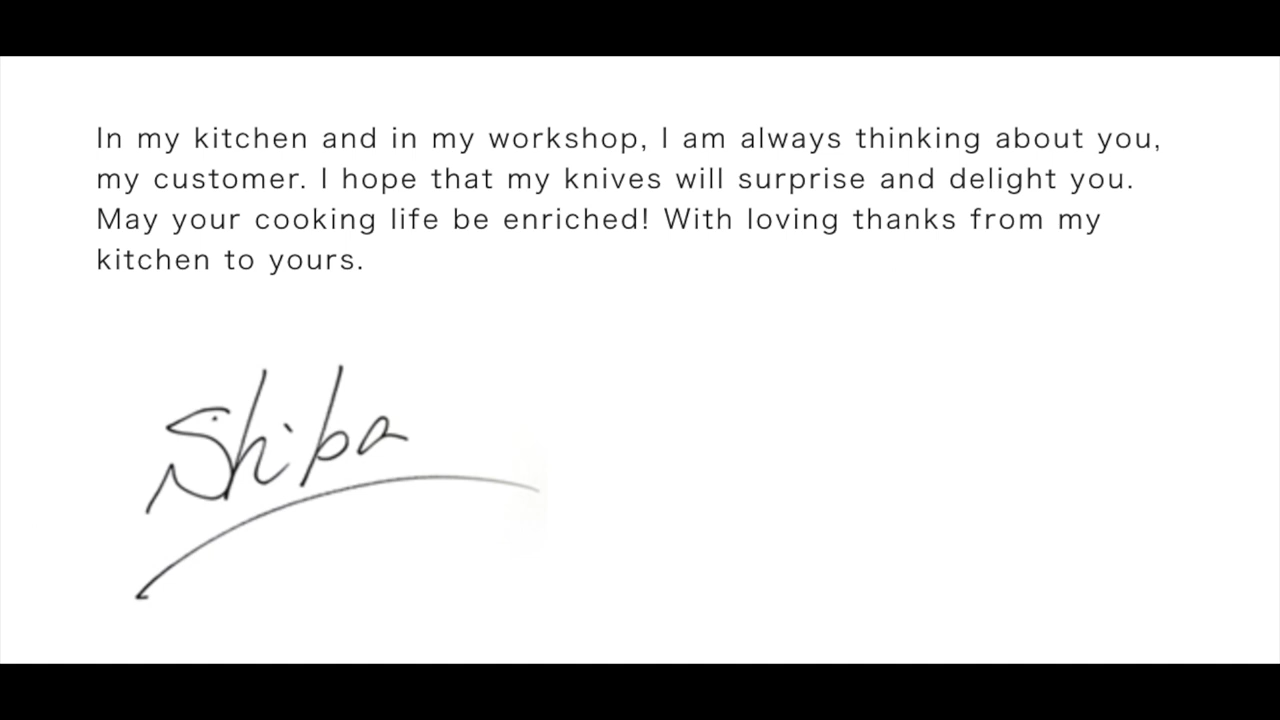 In my kitchen and in my workshop, I am always thinking about you,
my customer. I hope that my knives will surprise and delight you.
May your cooking life be enriched! With loving thanks from my
kitchen to yours.
Shiba